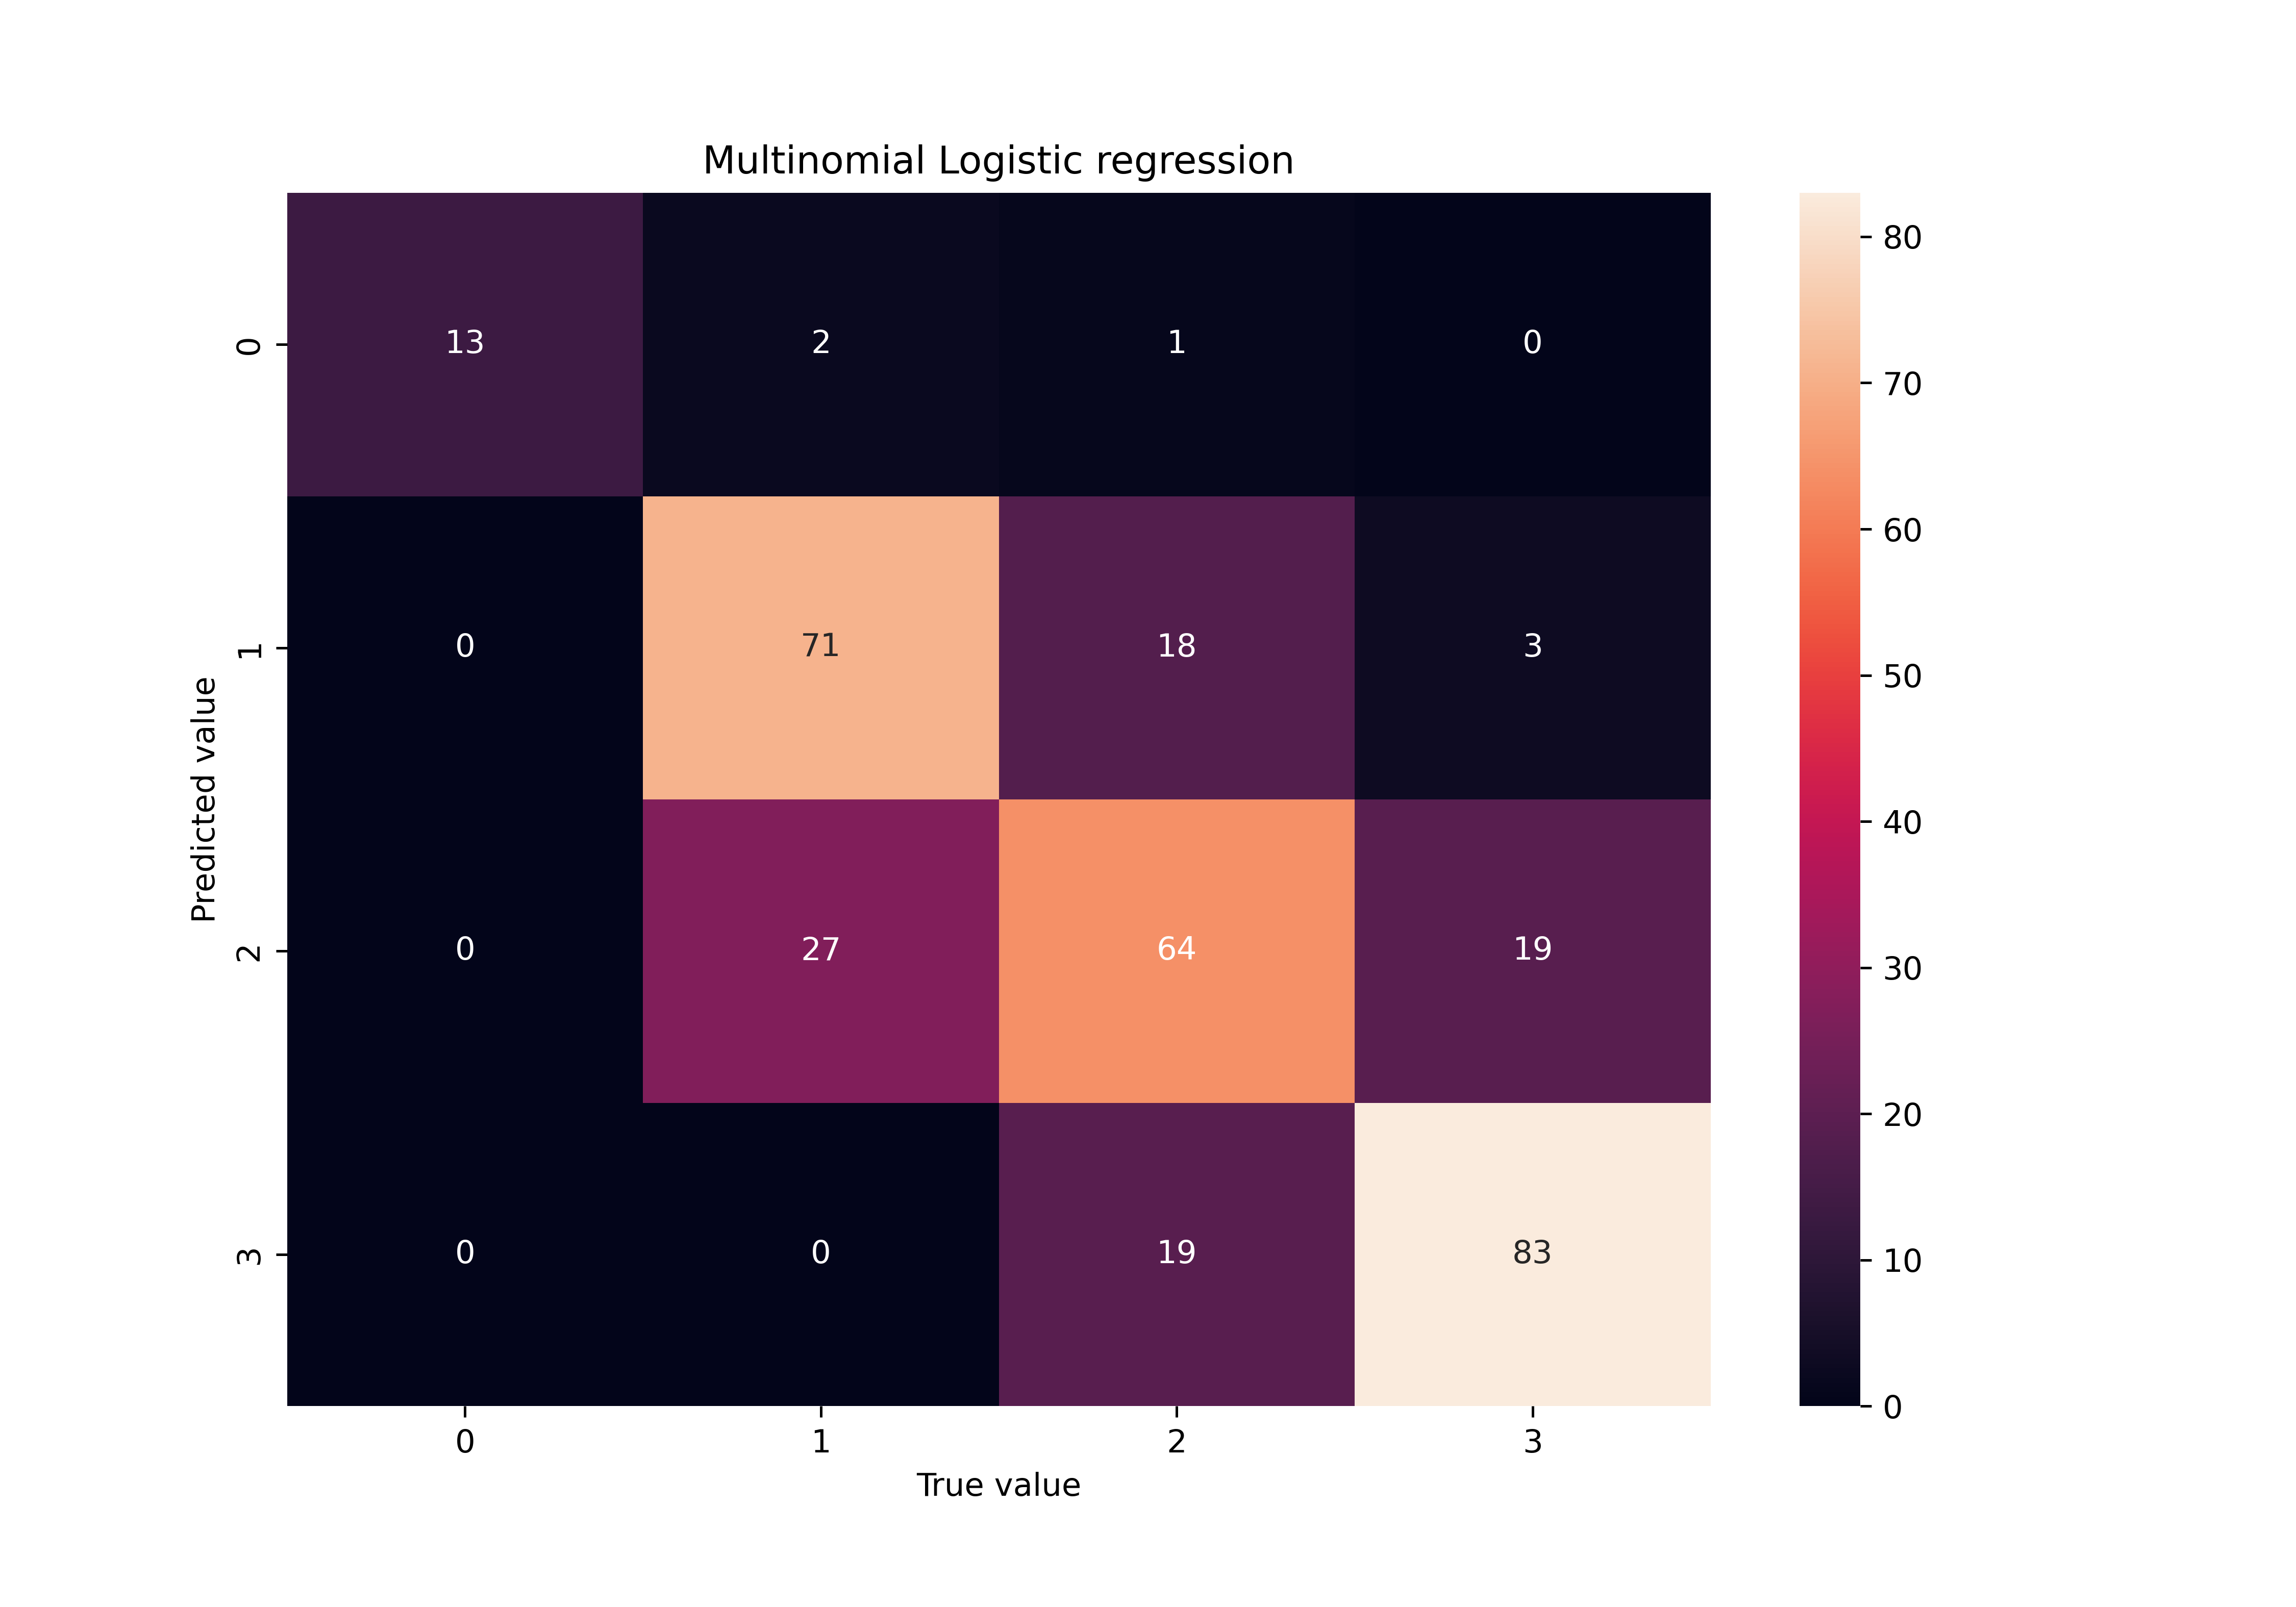 Multinomial Logistic regression
13 2 1 0
0 71 18 3
0 27 64 19
0 0 19 83
0
1
2
3
Predicted value
0 1 2 3
True value
80
70
60
50
40
30
20
10
0